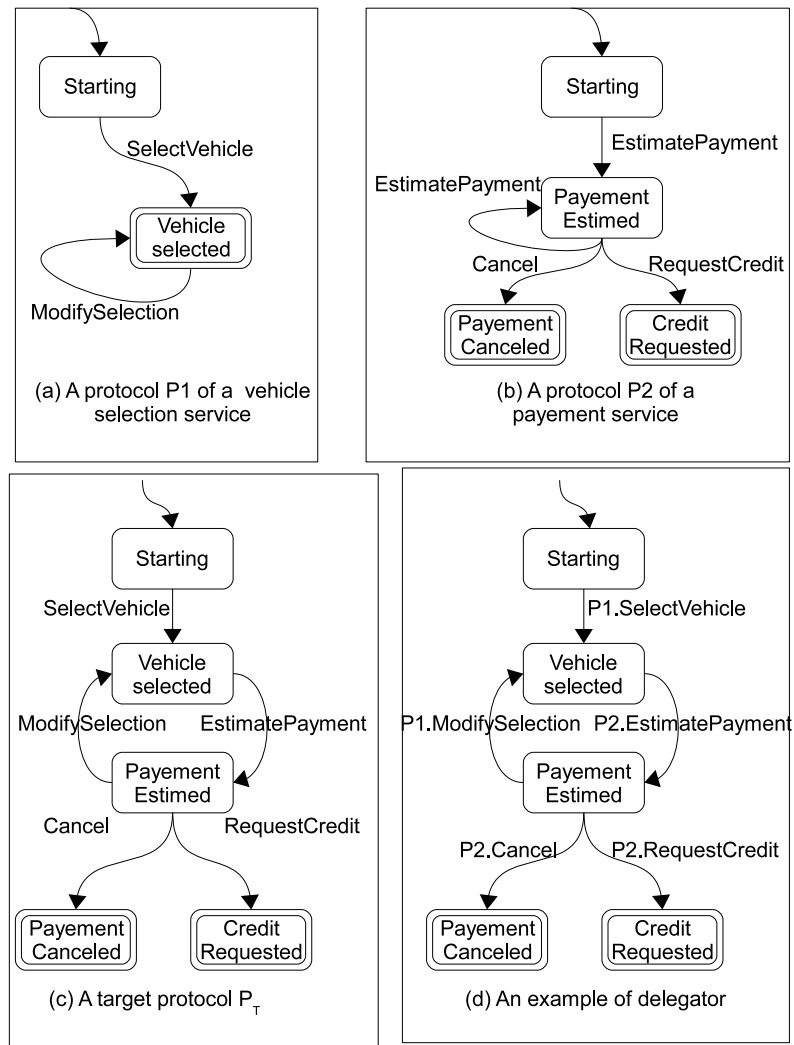 Starting
SelectVehicle
Vehicle
selected
ModifySelection
(a) A protocol P1 of a vehicle
selection service
Starting
EstimatePayment
EstimatePayment
Payement
Estimed
Cancel
RequestCredit
Payement
Canceled
Credit
Requested
(b) A protocol P2 of a
payement service
Starting
SelectVehicle
Vehicle
selected
ModifySelection
EstimatePayment
Payement
Estimed
Cancel
RequestCredit
Payement
Canceled
Credit
Requested
(c) A target protocol P_T
Starting
P1.SelectVehicle
Vehicle
selected
P1.ModifySelection
P2.EstimatePayment
Payement
Estimed
P2.Cancel
P2.RequestCredit
Payement
Canceled
Credit
Requested
(d) An example of delegator